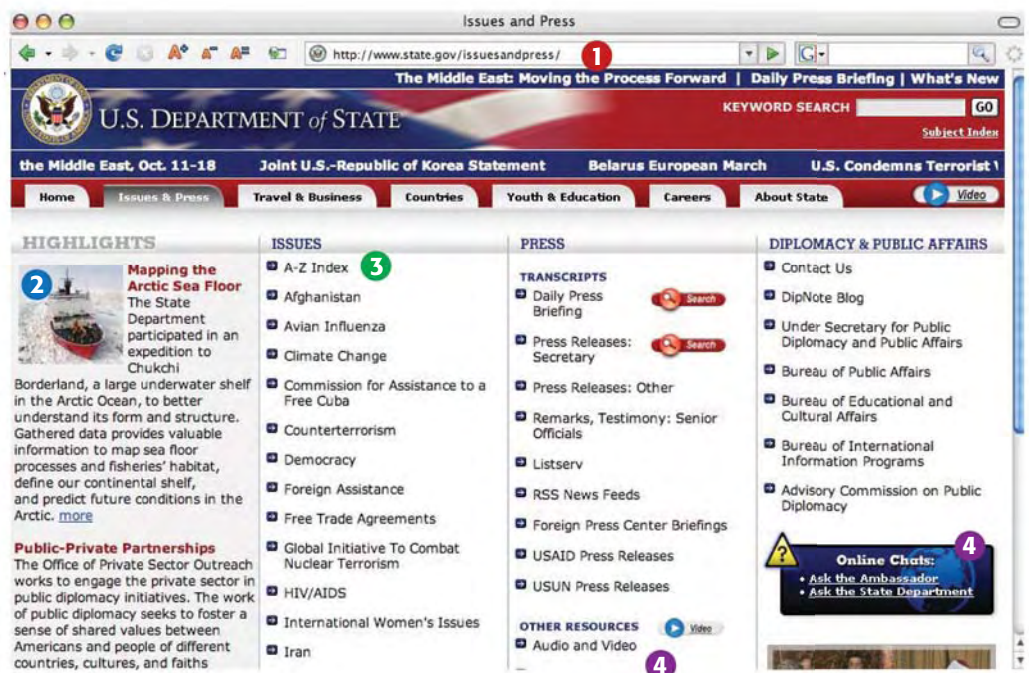 Issues and Press
http://www.state.gov/issuesandpress/
1
G
The Middle East: Moving the Process Forward | Daily Press Briefing | What's New
U.S. DEPARTMENT of STATE
KEYWORD SEARCH
GO
Subject Index
the Middle East, Oct. 11-18 Joint U.S.-Republic of Korea Statement Belarus European March U.S. Condemns Terrorist
Home Issues & Press Travel & Business Countries Youth & Education Careers About State Video
HIGHLIGHTS
2
Mapping the
Arctic Sea Floor
The State
Department
participated in an
expedition to
Chukchi
Borderland, a large underwater shelf
in the Arctic Ocean, to better
understand its form and structure.
Gathered data provides valuable
information to map sea floor
processes and fisheries' habitat,
define our continental shelf,
and predict future conditions in the
Arctic. more
Public-Private Partnerships
The Office of Private Sector Outreach
works to engage the private sector in
public diplomacy initiatives. The work
of public diplomacy seeks to foster a
sense of shared values between
Americans and people of different
countries, cultures, and faiths
ISSUES
A-Z Index
3
Afghanistan
Avian Influenza
Climate Change
Commission for Assistance to a
Free Cuba
Counterterrorism
Democracy
Foreign Assistance
Free Trade Agreements
Global Initiative To Combat
Nuclear Terrorism
HIV/AIDS
International Women's Issues
Iran
PRESS
TRANSCRIPTS
Daily Press
Briefing
Search
Press Releases:
Secretary
Search
Press Releases: Other
Remarks, Testimony: Senior
Officials
Listserv
RSS News Feeds
Foreign Press Center Briefings
USAID Press Releases
USUN Press Releases
OTHER RESOURCES
Video
Audio and Video
4
DIPLOMACY & PUBLIC AFFAIRS
Contact Us
DipNote Blog
Under Secretary for Public
Diplomacy and Public Affairs
Bureau of Public Affairs
Bureau of Educational and
Cultural Affairs
Bureau of International
Information Programs
Advisory Commission on Public
Diplomacy
?
4
Online Chats:
Ask the Ambassador
Ask the State Department